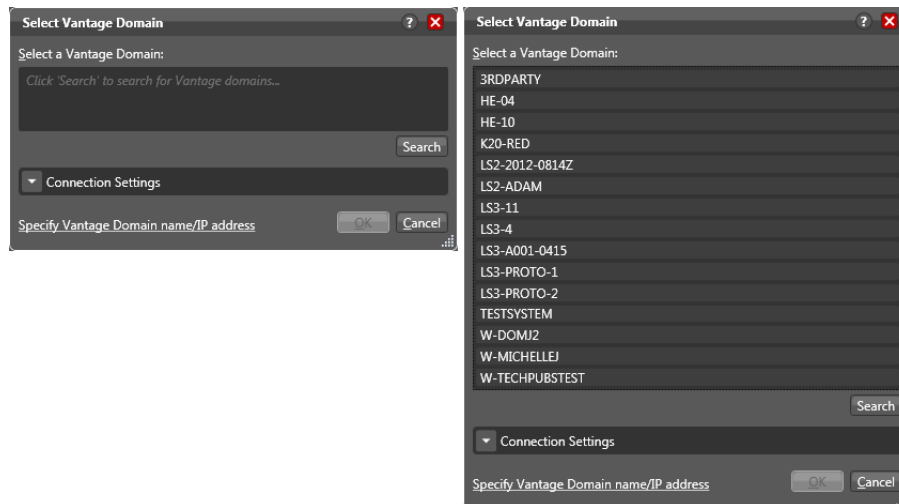 Select Vantage Domain
?
Select a Vantage Domain:
Click 'Search' to search for Vantage domains...
Search
Connection Settings
Specify Vantage Domain name/IP address
OK
Cancel
Select Vantage Domain
?
Select a Vantage Domain:
3RDPARTY
HE-04
HE-10
K20-RED
LS2-2012-0814Z
LS2-ADAM
LS3-11
LS3-4
LS3-A001-0415
LS3-PROTO-1
LS3-PROTO-2
TESTSYSTEM
W-DOMJ2
W-MICHELLEJ
W-TECHPUBSTEST
Search
Connection Settings
Specify Vantage Domain name/IP address
OK
Cancel